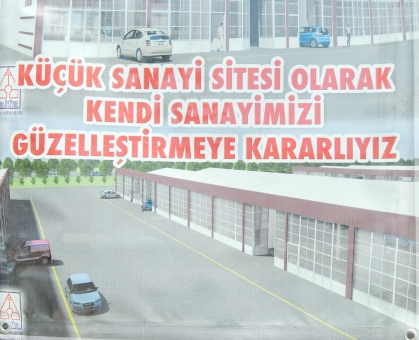 KÜÇÜK SANAYİ SİTESİ OLARAK
KENDİ SANAYİMİZİ
GÜZELLEŞTİRMEYE KARARLIYIZ